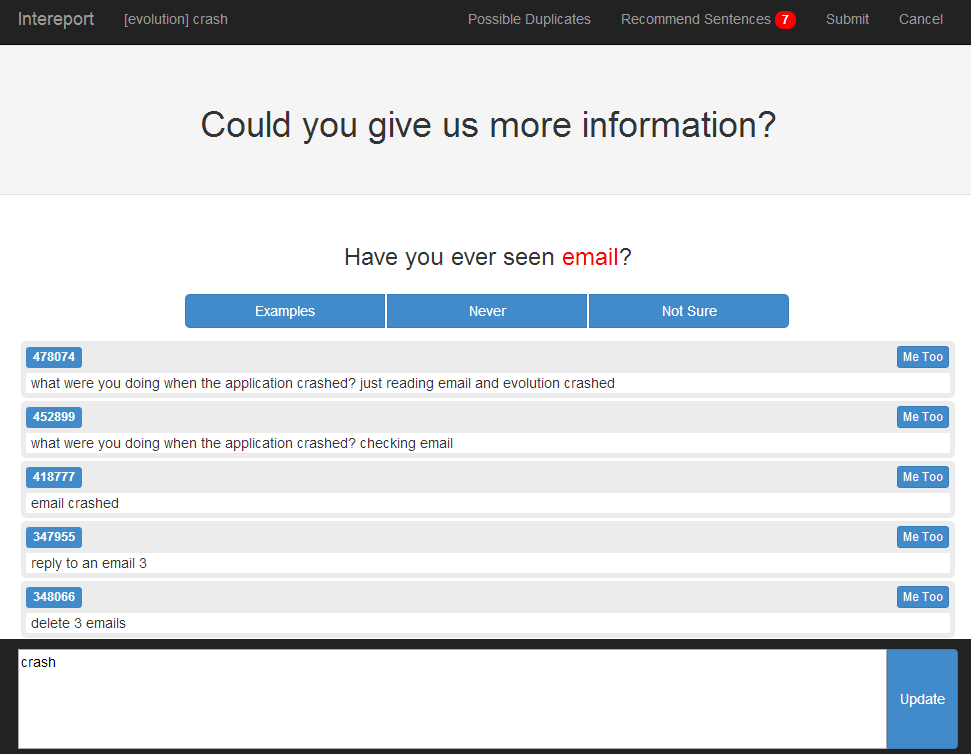 Intereport [evolution] crash Possible Duplicates Recommend Sentences 7 Submit Cancel
Could you give us more information?
Have you ever seen email?
Examples Never Not Sure
478074 Me Too
what were you doing when the application crashed? just reading email and evolution crashed
452899 Me Too
what were you doing when the application crashed? checking email
418777 Me Too
email crashed
347955 Me Too
reply to an email 3
348066 Me Too
delete 3 emails
crash
Update